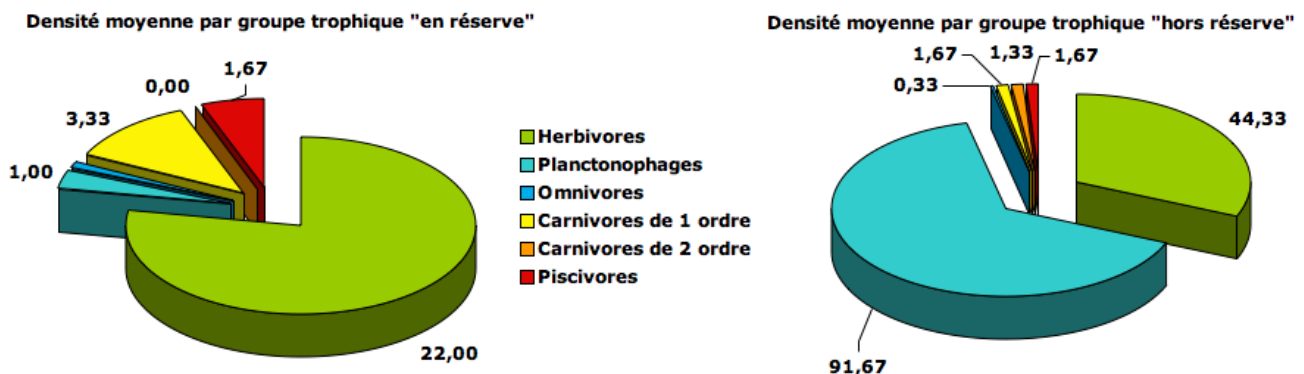 Densité moyenne par groupe trophique "en réserve"
1,67
0,00
3,33
1,00
22,00
Herbivores
Planctonophages
Omnivores
Carnivores de 1 ordre
Carnivores de 2 ordre
Piscivores
Densité moyenne par groupe trophique "hors réserve"
1,67
1,33
1,67
0,33
44,33
91,67